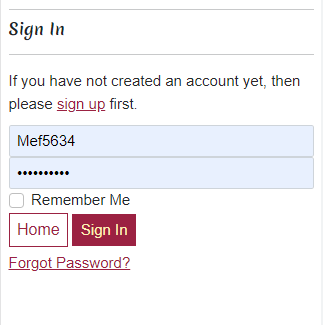 Sign In
If you have not created an account yet, then
please sign up first.
Mef5634
••••••••••
Remember Me
Home Sign In
Forgot Password?